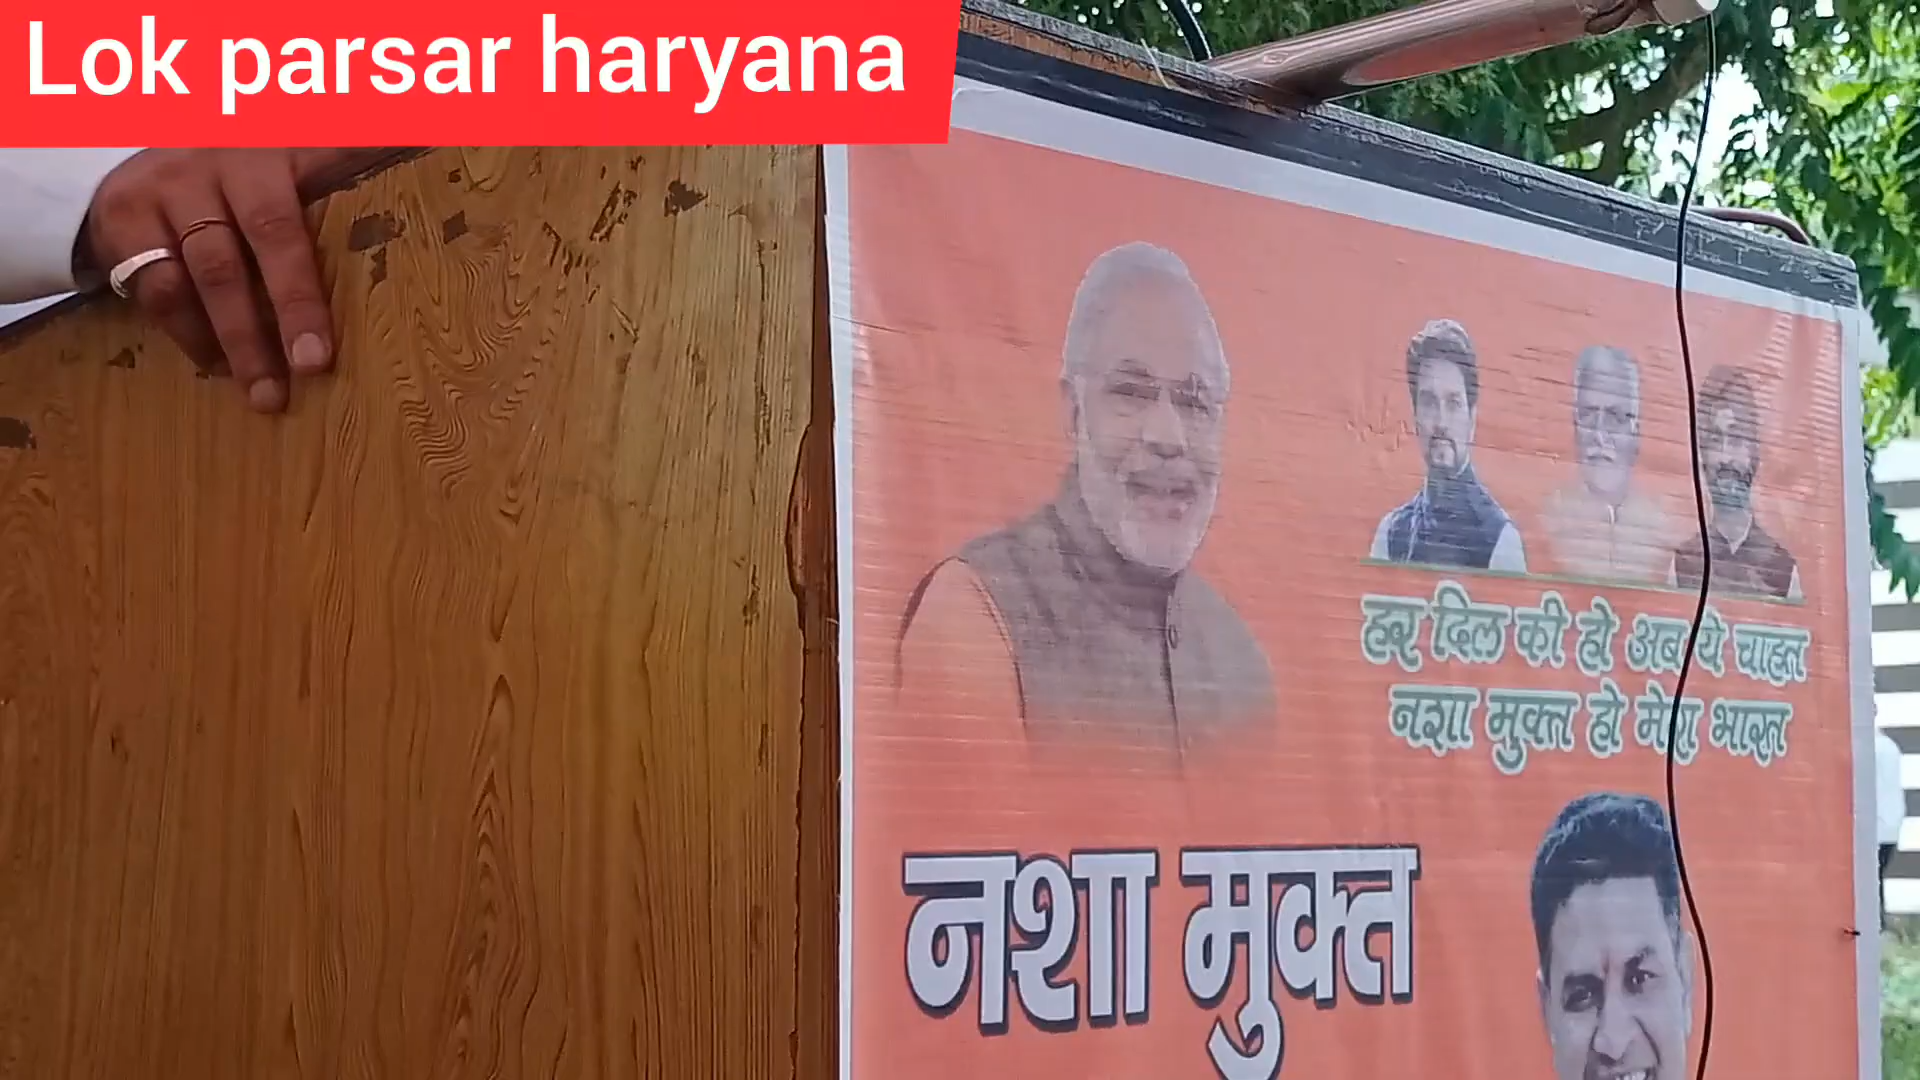 Lok parsar haryana
हर दिल की हो अब ये चाहत
नशा मुक्त हो मेरा भारत
नशा मुक्त